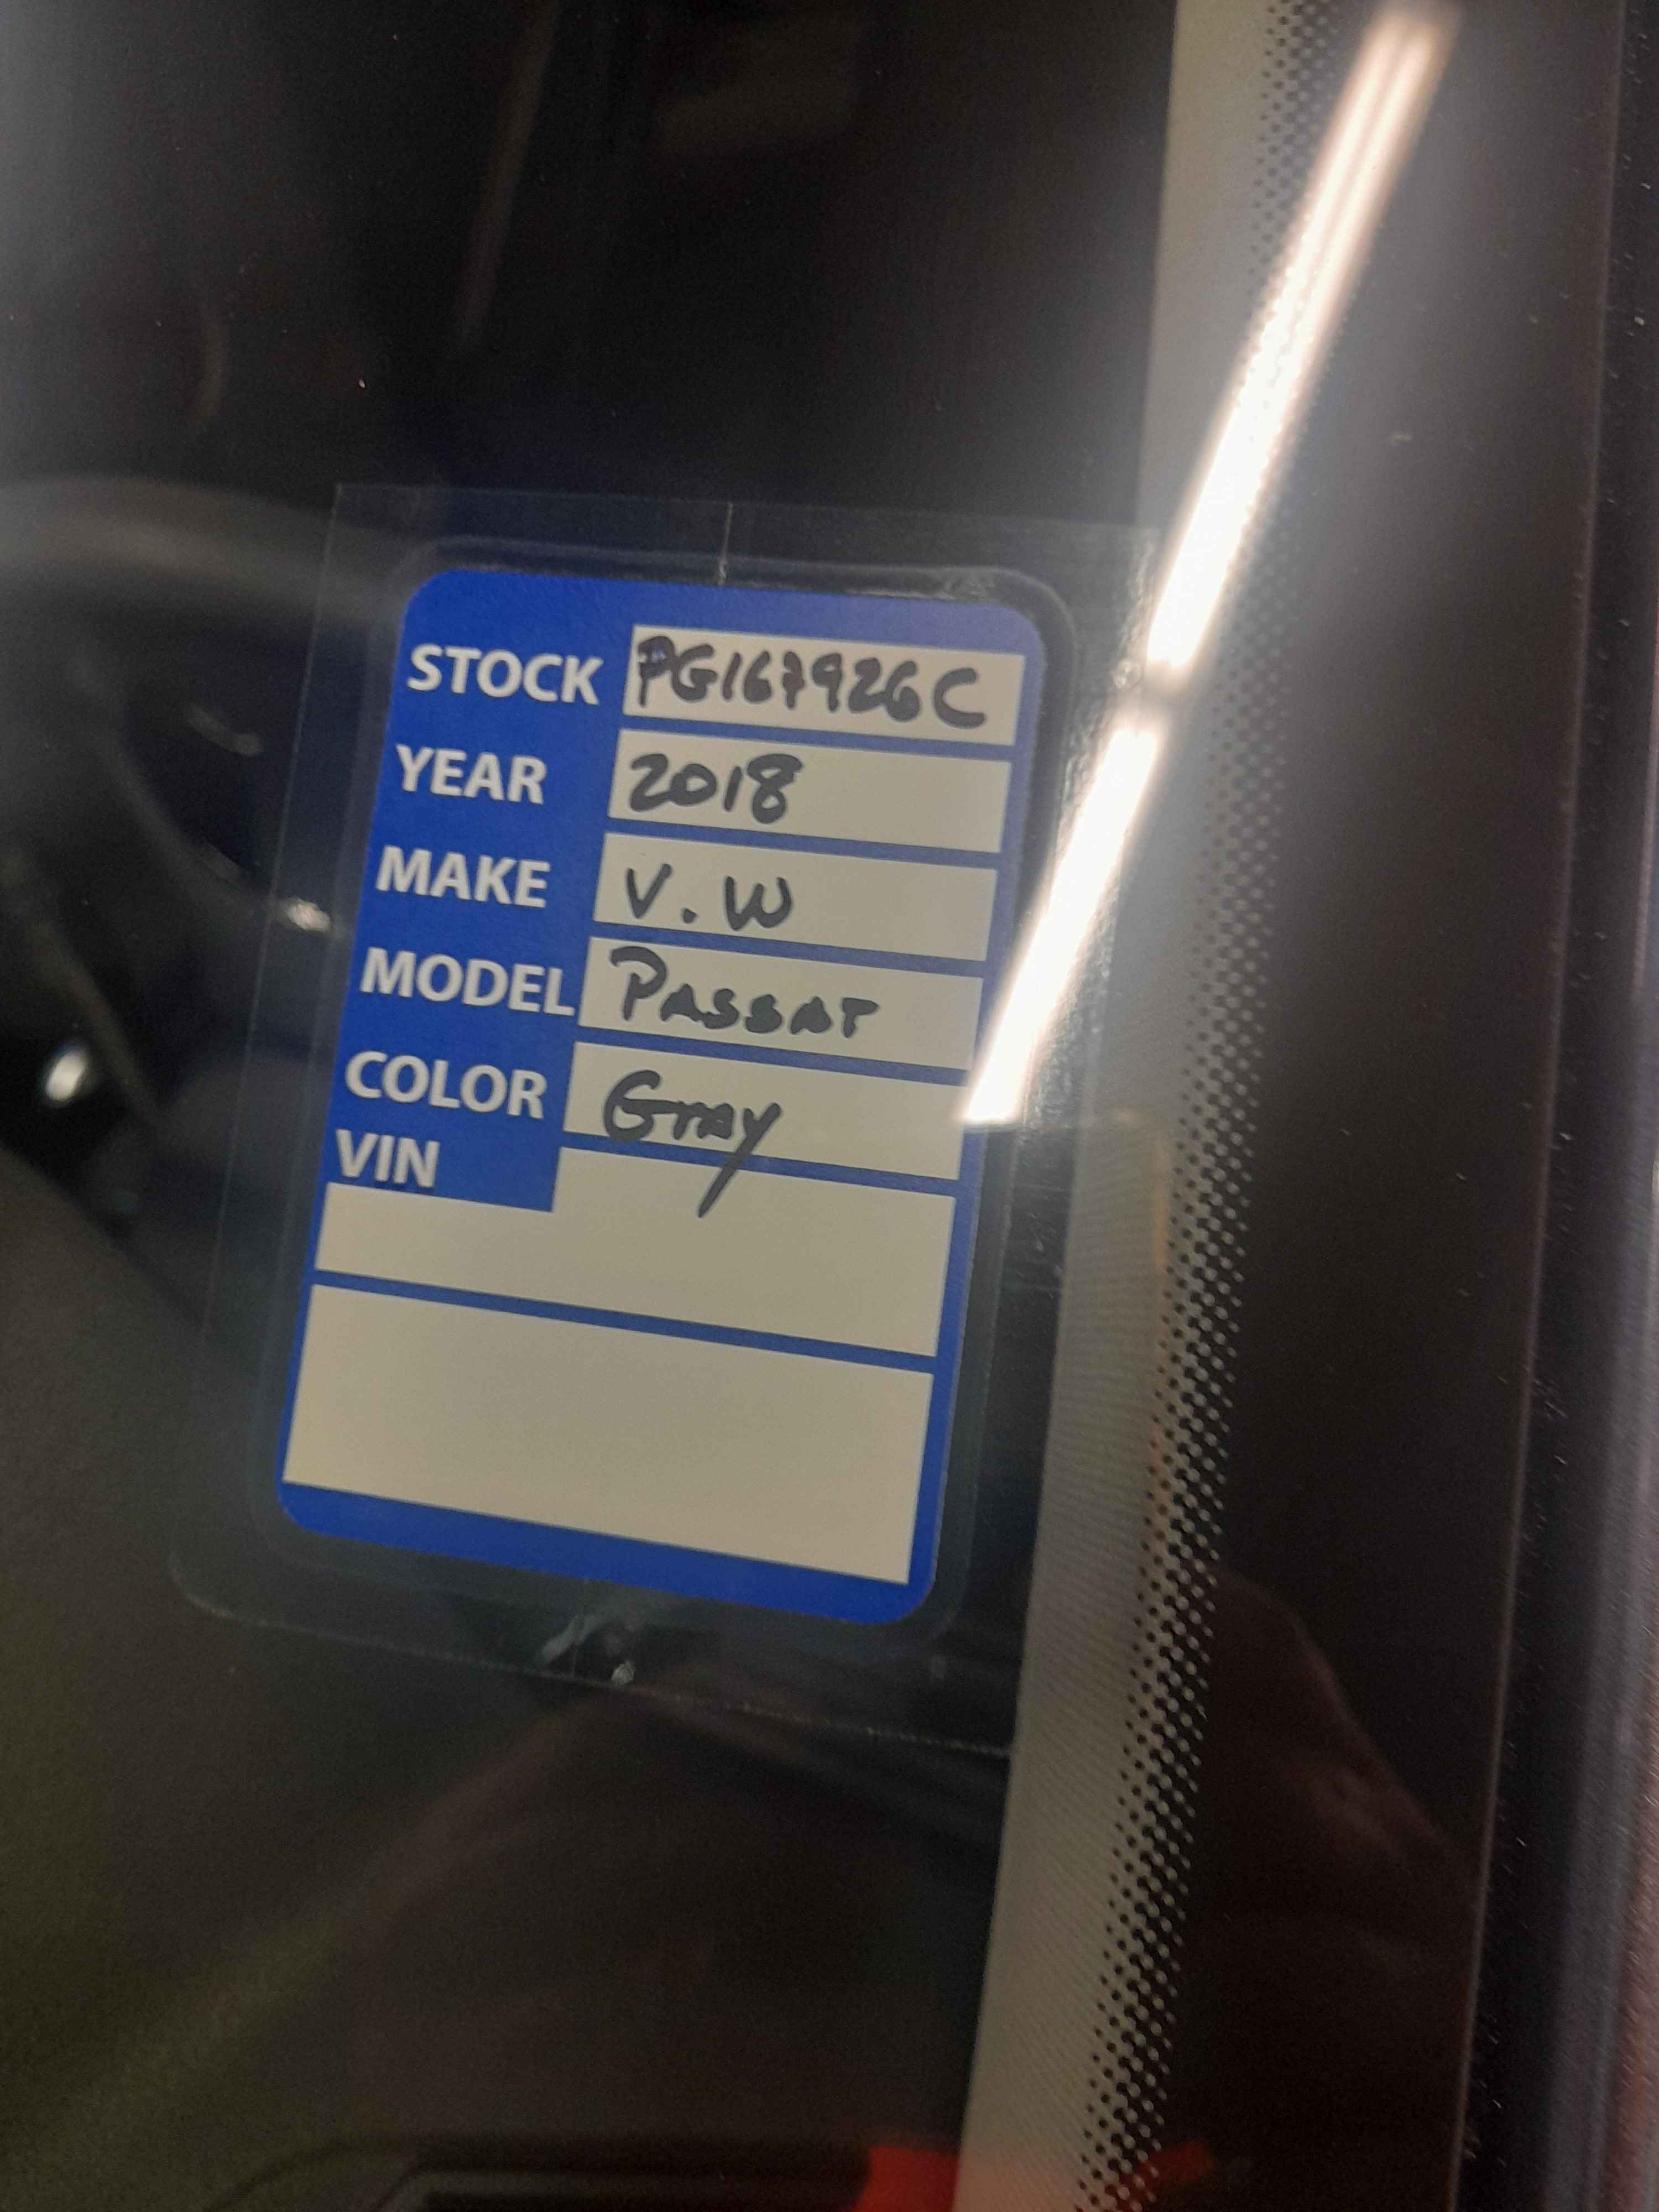 STOCK PG167926C
YEAR 2018
MAKE V.W
MODEL PASSAT
COLOR Gray
VIN